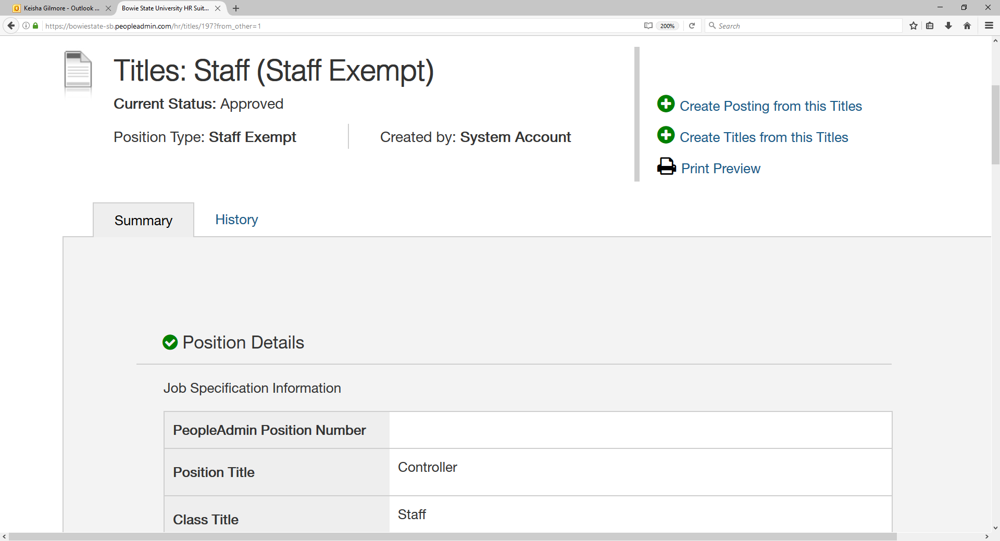 Keisha Gilmore - Outlook ...
Bowie State University HR Suit...
https://bowiestate-sb.peopleadmin.com/hr/titles/197?from_other=1
200%
Search
Titles: Staff (Staff Exempt)
Current Status: Approved
Position Type: Staff Exempt
Created by: System Account
Create Posting from this Titles
Create Titles from this Titles
Print Preview
Summary
History
Position Details
Job Specification Information
PeopleAdmin Position Number
Position Title
Controller
Class Title
Staff